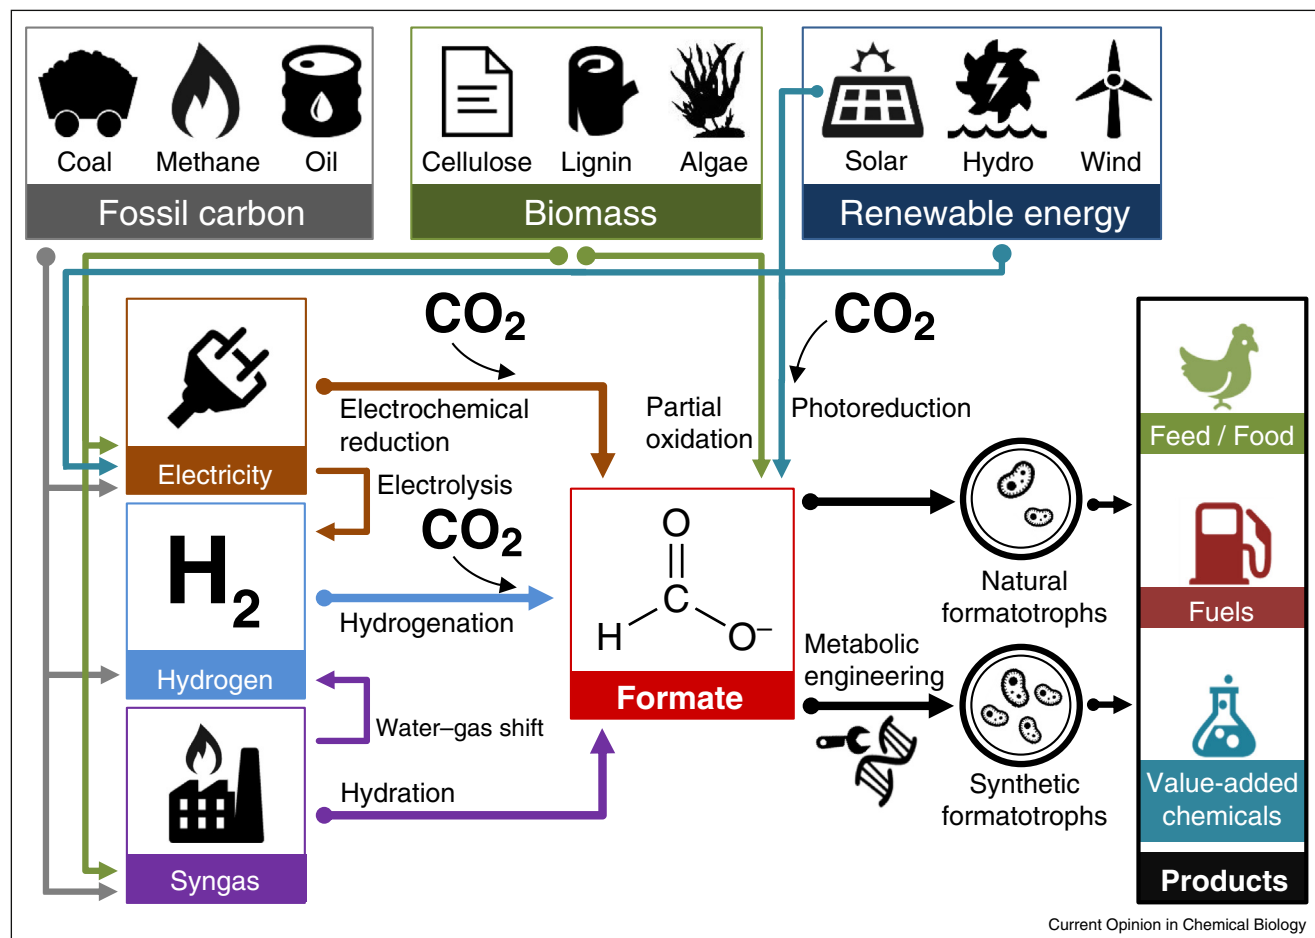 Coal Methane Oil
Fossil carbon
Cellulose Lignin Algae
Biomass
Solar Hydro Wind
Renewable energy
CO2
CO2
Electrochemical
reduction
Partial
oxidation
Photoreduction
Electricity
Electrolysis
CO2
H2
Hydrogenation
Hydrogen
Water–gas shift
Hydration
Syngas
O
C
H
O–
Formate
Natural
formatotrophs
Metabolic
engineering
Synthetic
formatotrophs
Feed / Food
Fuels
Value-added
chemicals
Products
Current Opinion in Chemical Biology